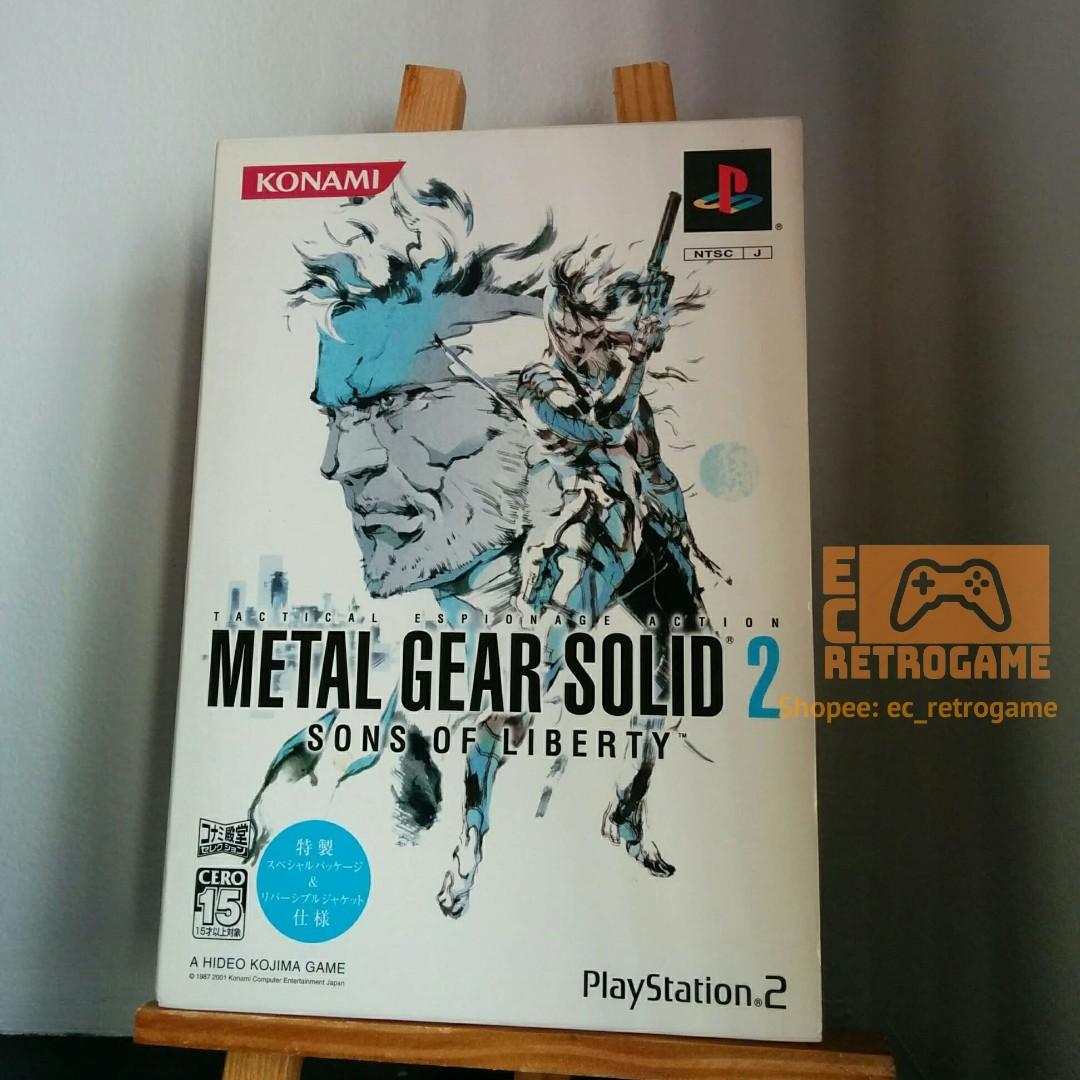 KONAMI
®
NTSC J
TACTICAL ESPIONAGE ACTION
METAL GEAR SOLID® 2
SONS OF LIBERTY™
EC
RETROGAME
Shopee: ec_retrogame
コナミ殿堂
セレクション
CERO
15
15才以上対象
特製
スペシャルパッケージ
&
リバーシブルジャケット
仕様
A HIDEO KOJIMA GAME
© 1987 2001 Konami Computer Entertainment Japan
PlayStation®2